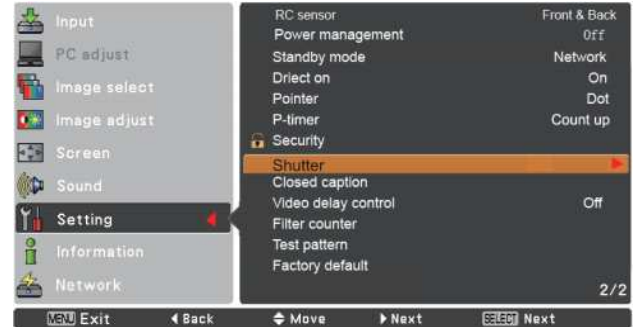 Input
PC adjust
Image select
Image adjust
Screen
Sound
Setting
Information
Network
RC sensor Front & Back
Power management Off
Standby mode Network
Driect on On
Pointer Dot
P-timer Count up
Security
Shutter
Closed caption
Video delay control Off
Filter counter
Test pattern
Factory default
2/2
MENU Exit Back Move Next SELECT Next